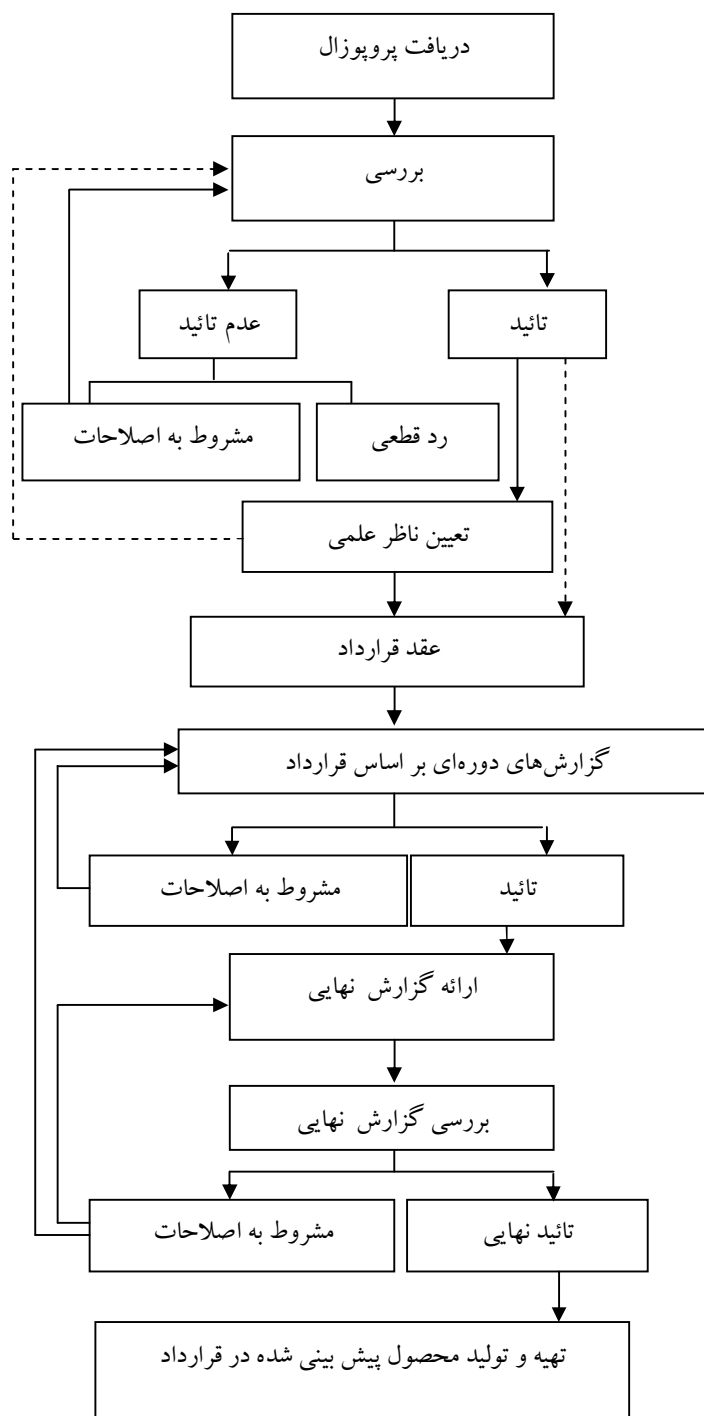 دریافت پروپوزال
بررسی
تائید
عدم تائید
رد قطعی
مشروط به اصلاحات
تعیین ناظر علمی
عقد قرارداد
گزارش‌های دوره‌ای بر اساس قرارداد
تائید
مشروط به اصلاحات
ارائه گزارش نهایی
بررسی گزارش نهایی
تائید نهایی
مشروط به اصلاحات
تهیه و تولید محصول پیش بینی شده در قرارداد